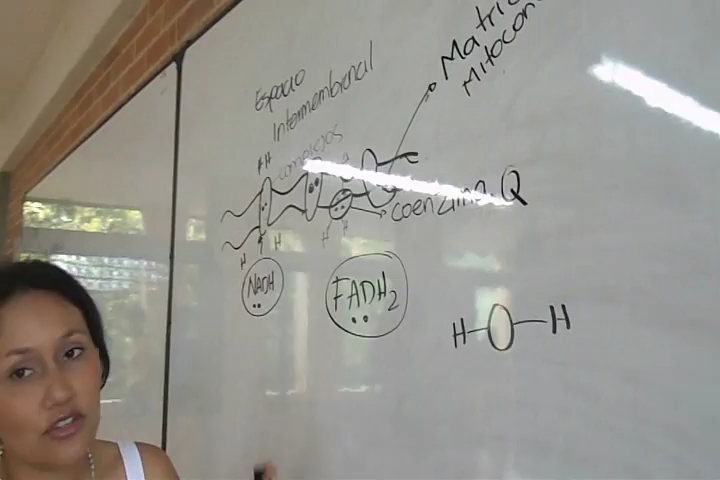 Espacio
Intermembranal
Matriz
Mitocon
complejos
H H
coenzima Q
H
H
H
H
NADH
FADH2
H-O-H